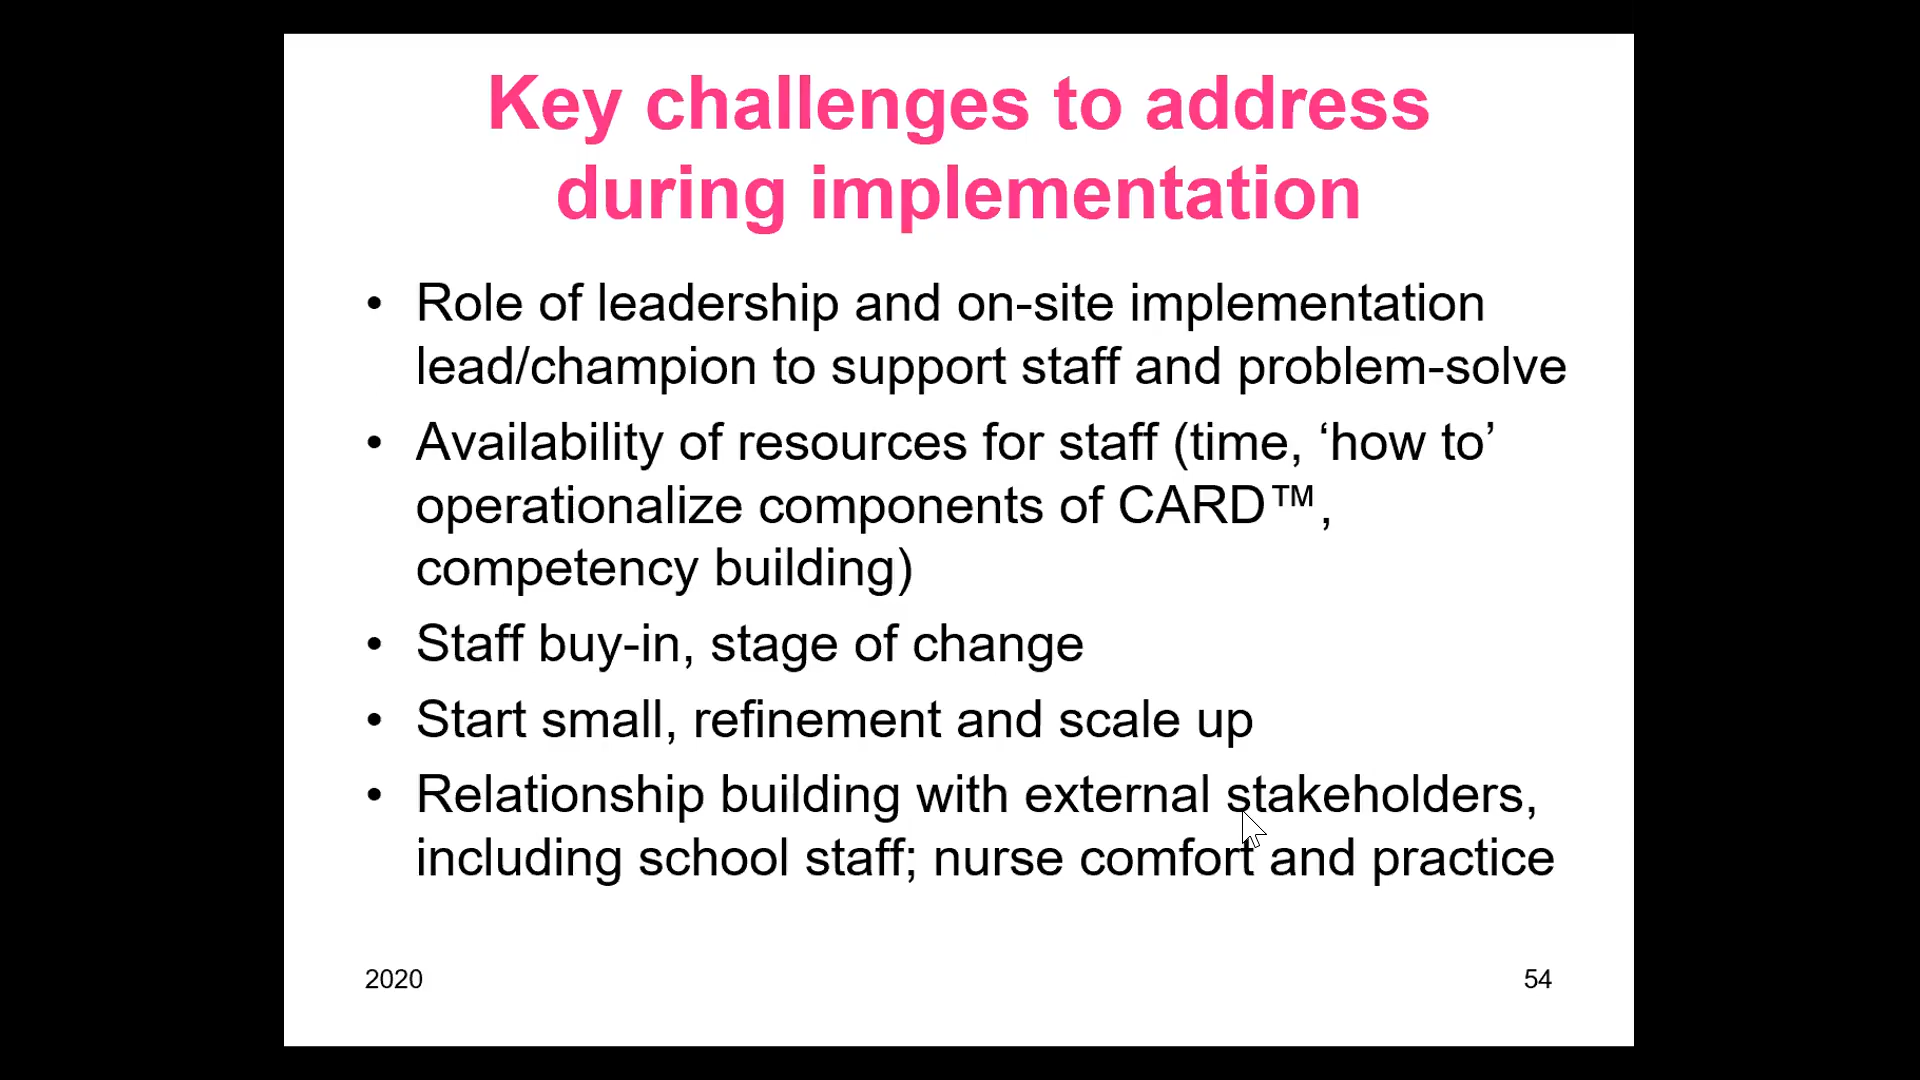 Key challenges to address
during implementation
• Role of leadership and on-site implementation
lead/champion to support staff and problem-solve
• Availability of resources for staff (time, ‘how to’
operationalize components of CARD™,
competency building)
• Staff buy-in, stage of change
• Start small, refinement and scale up
• Relationship building with external stakeholders,
including school staff; nurse comfort and practice
2020
54